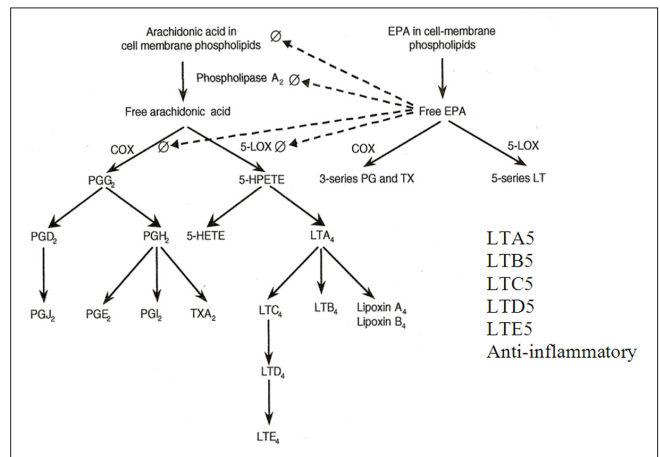 Arachidonic acid in
cell membrane phospholipids Ø
EPA in cell-membrane
phospholipids
Phospholipase A₂ Ø
Free arachidonic acid
Free EPA
COX Ø
5-LOX Ø
COX
5-LOX
PGG₂
5-HPETE
3-series PG and TX
5-series LT
PGD₂
PGH₂
5-HETE
LTA₄
LTA5
LTB5
LTC5
LTD5
LTE5
Anti-inflammatory
PGJ₂
PGE₂
PGI₂
TXA₂
LTC₄
LTB₄
Lipoxin A₄
Lipoxin B₄
LTD₄
LTE₄